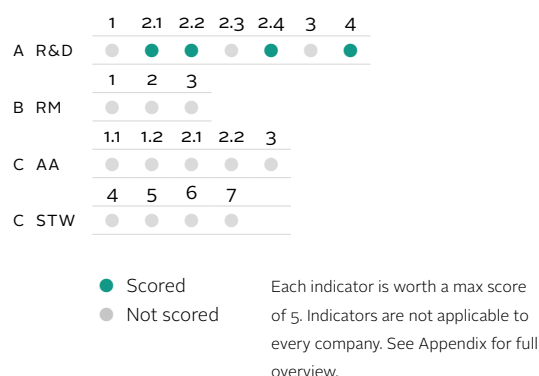 1 2.1 2.2 2.3 2.4 3 4
A R&D
1 2 3
B RM
1.1 1.2 2.1 2.2 3
C AA
4 5 6 7
C STW
Scored
Not scored
Each indicator is worth a max score
of 5. Indicators are not applicable to
every company. See Appendix for full
overview.